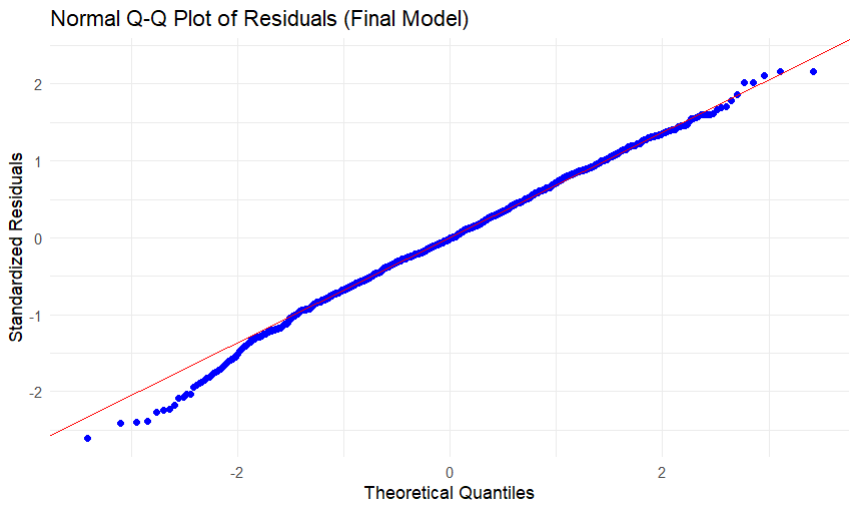 Normal Q-Q Plot of Residuals (Final Model)
Standardized Residuals
2
1
0
-1
-2
-2
0
2
Theoretical Quantiles